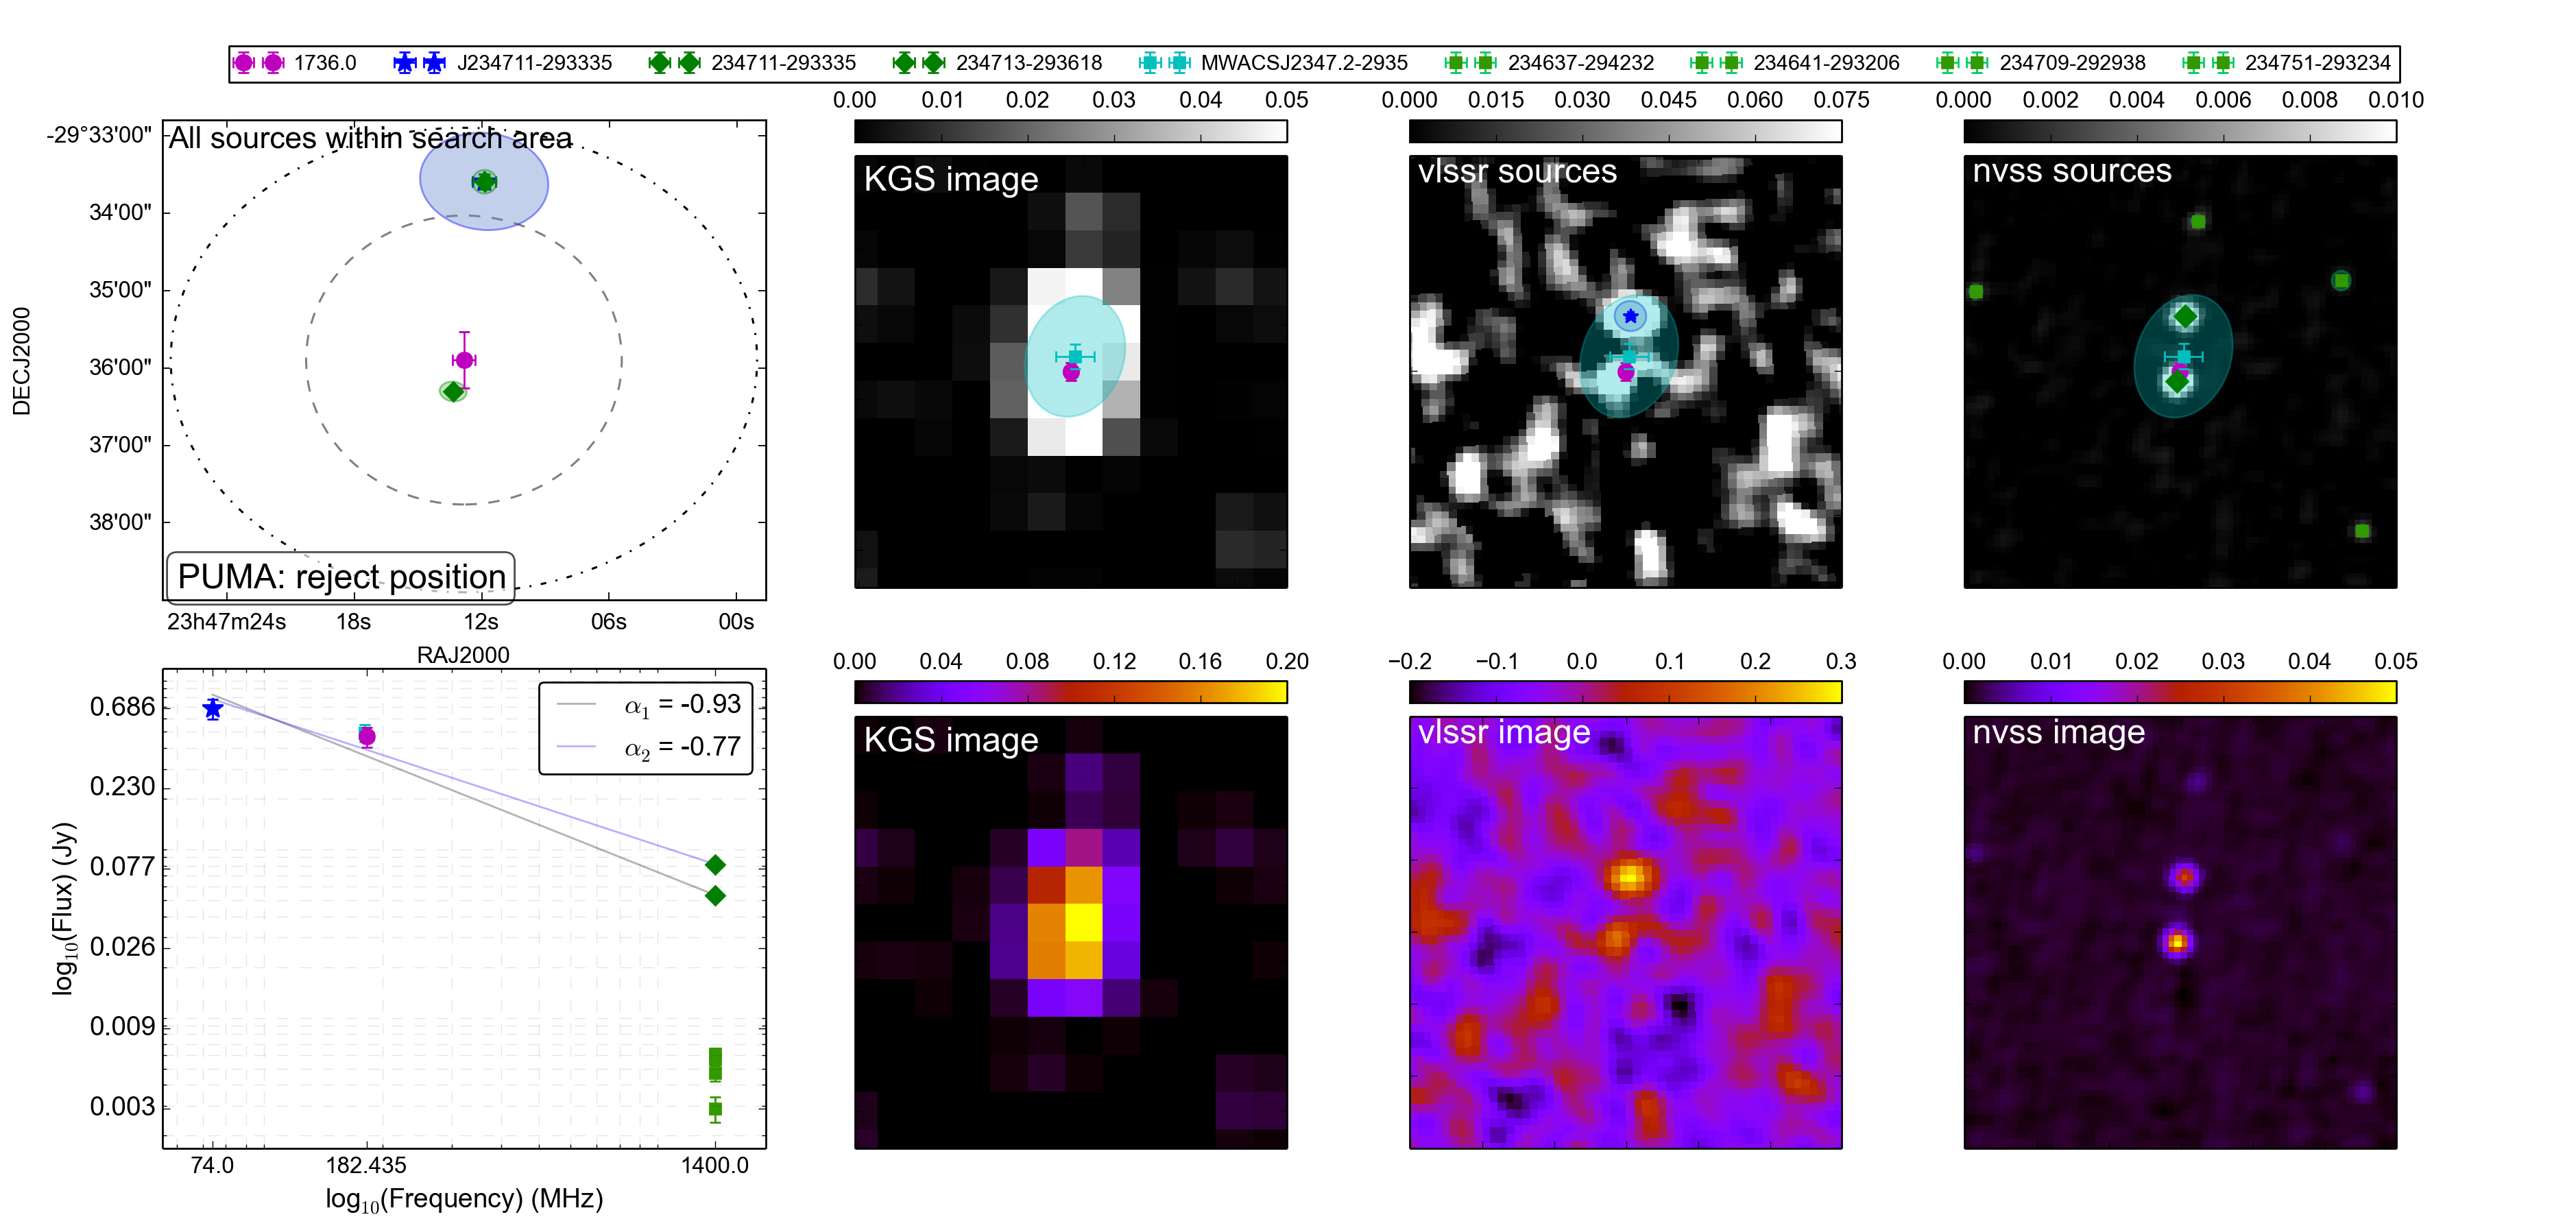 1736.0 J234711-293335 234711-293335 234713-293618 MWACSJ2347.2-2935 234637-294232 234641-293206 234709-292938 234751-293234
All sources within search area
-29°33'00"
34'00"
35'00"
36'00"
37'00"
38'00"
DECJ2000
PUMA: reject position
23h47m24s 18s 12s 06s 00s
RAJ2000
0.00 0.01 0.02 0.03 0.04 0.05
KGS image
0.000 0.015 0.030 0.045 0.060 0.075
vlssr sources
0.000 0.002 0.004 0.006 0.008 0.010
nvss sources
α1 = -0.93
α2 = -0.77
0.686
0.230
0.077
0.026
0.009
0.003
log10(Flux) (Jy)
74.0 182.435 1400.0
log10(Frequency) (MHz)
0.00 0.04 0.08 0.12 0.16 0.20
KGS image
−0.2 −0.1 0.0 0.1 0.2 0.3
vlssr image
0.00 0.01 0.02 0.03 0.04 0.05
nvss image